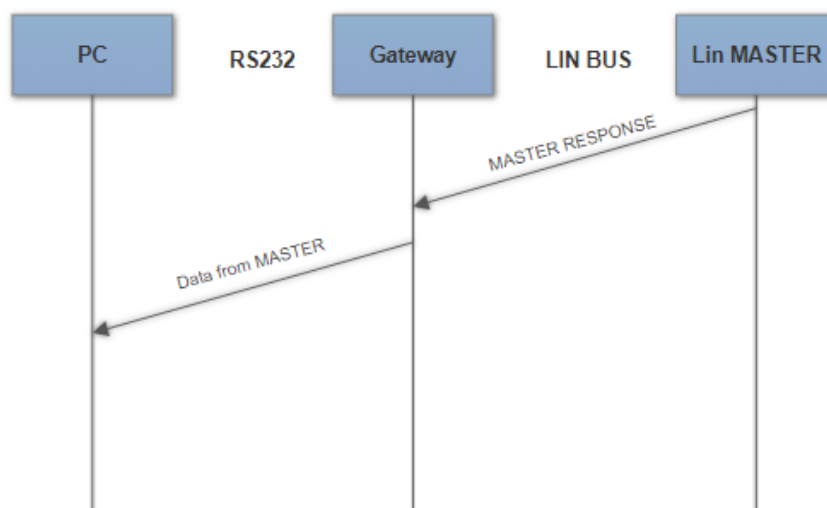 PC
RS232
Gateway
LIN BUS
Lin MASTER
MASTER RESPONSE
Data from MASTER